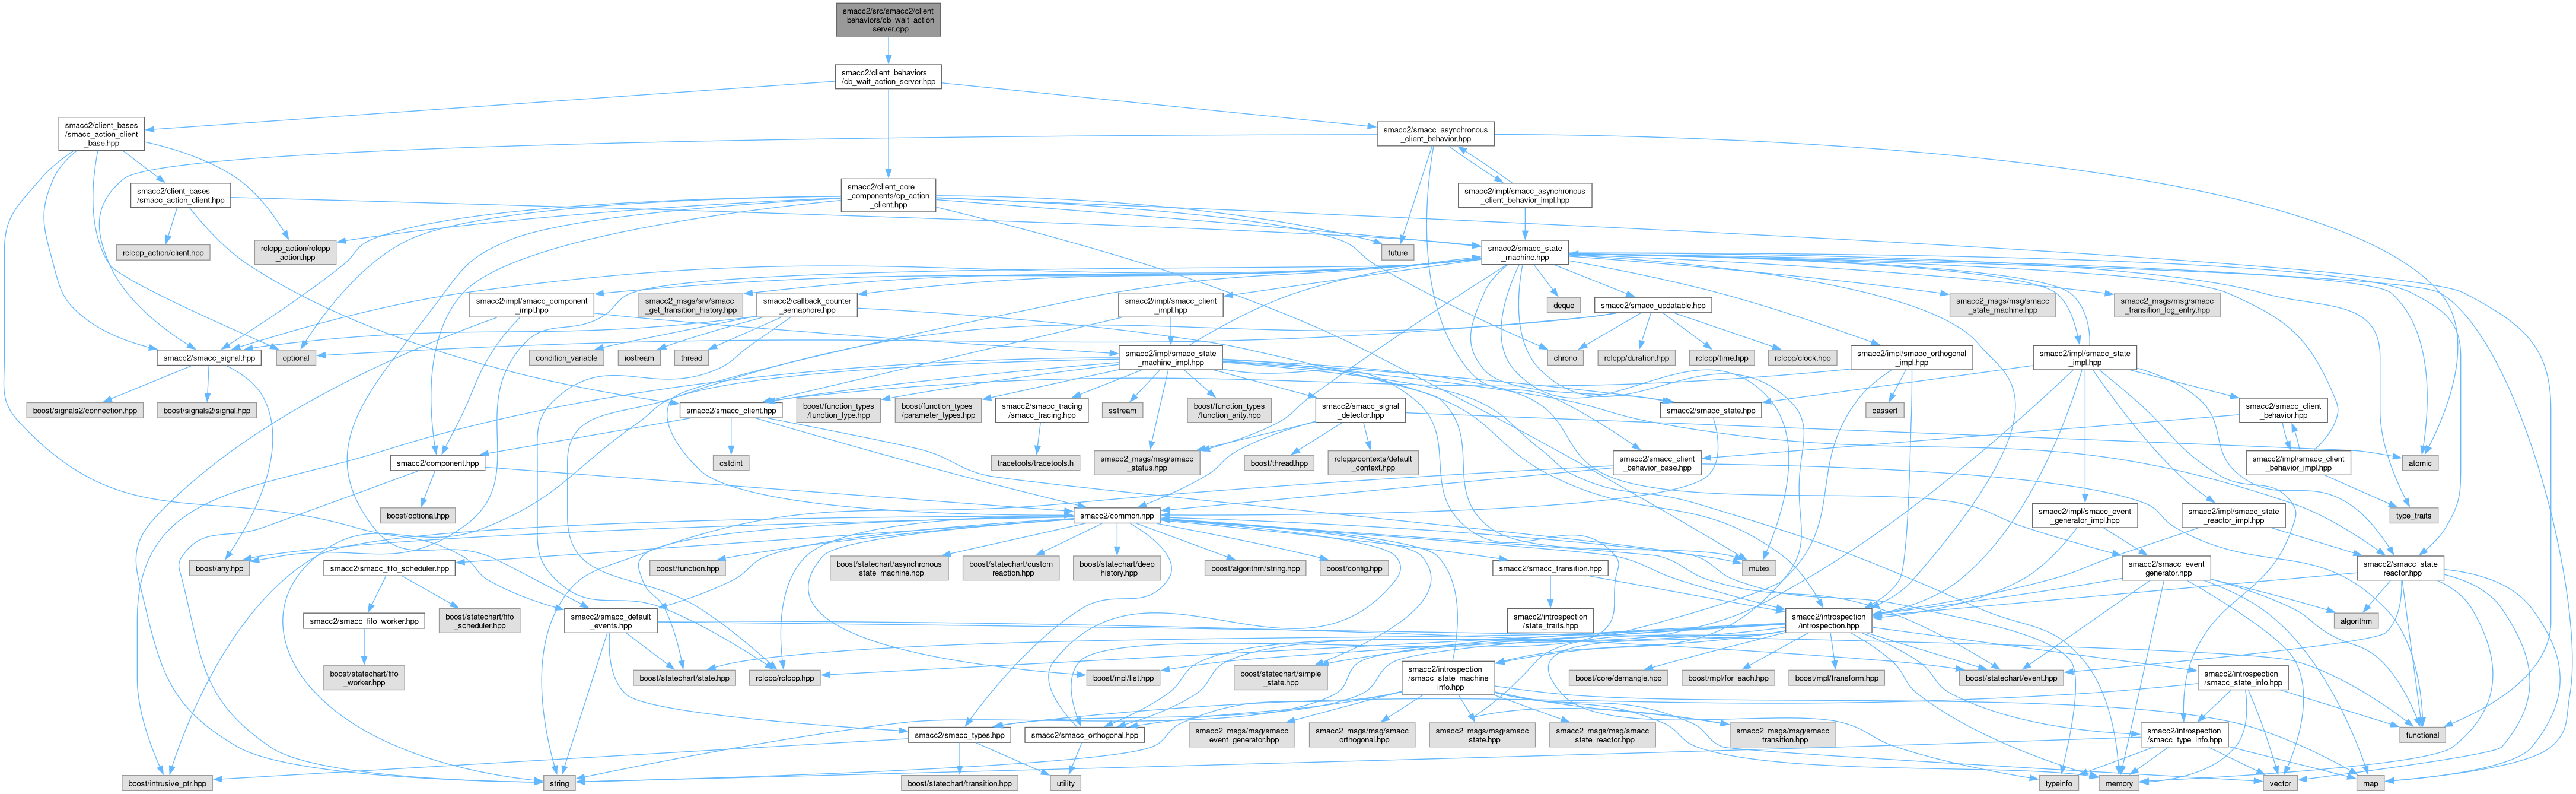 smacc2/src/smacc2/client
_behaviors/cb_wait_action
_server.cpp
smacc2/client_behaviors
/cb_wait_action_server.hpp
smacc2/client_bases
/smacc_action_client
_base.hpp
smacc2/smacc_asynchronous
_client_behavior.hpp
smacc2/client_bases
/smacc_action_client.hpp
smacc2/client_core
_components/cp_action
_client.hpp
smacc2/impl/smacc_asynchronous
_client_behavior_impl.hpp
rclcpp_action/client.hpp
rclcpp_action/rclcpp
_action.hpp
future
smacc2/smacc_state
_machine.hpp
smacc2/impl/smacc_component
_impl.hpp
smacc2_msgs/srv/smacc
_get_transition_history.hpp
smacc2/callback_counter
_semaphore.hpp
smacc2/impl/smacc_client
_impl.hpp
deque
smacc2/smacc_updatable.hpp
smacc2_msgs/msg/smacc
_state_machine.hpp
smacc2_msgs/msg/smacc
_transition_log_entry.hpp
smacc2/smacc_signal.hpp
optional
condition_variable
iostream
thread
smacc2/impl/smacc_state
_machine_impl.hpp
chrono
rclcpp/duration.hpp
rclcpp/time.hpp
rclcpp/clock.hpp
smacc2/impl/smacc_orthogonal
_impl.hpp
smacc2/impl/smacc_state
_impl.hpp
boost/signals2/connection.hpp
boost/signals2/signal.hpp
smacc2/smacc_client.hpp
boost/function_types
/function_type.hpp
boost/function_types
/parameter_types.hpp
smacc2/smacc_tracing
/smacc_tracing.hpp
sstream
boost/function_types
/function_arity.hpp
smacc2/smacc_signal
_detector.hpp
smacc2/smacc_state.hpp
cassert
smacc2/smacc_client
_behavior.hpp
smacc2/component.hpp
cstdint
tracetools/tracetools.h
smacc2_msgs/msg/smacc
_status.hpp
boost/thread.hpp
rclcpp/contexts/default
_context.hpp
smacc2/smacc_client
_behavior_base.hpp
smacc2/impl/smacc_client
_behavior_impl.hpp
atomic
boost/optional.hpp
smacc2/common.hpp
smacc2/impl/smacc_event
_generator_impl.hpp
smacc2/impl/smacc_state
_reactor_impl.hpp
type_traits
boost/any.hpp
smacc2/smacc_fifo_scheduler.hpp
boost/function.hpp
boost/statechart/asynchronous
_state_machine.hpp
boost/statechart/custom
_reaction.hpp
boost/statechart/deep
_history.hpp
boost/algorithm/string.hpp
boost/config.hpp
smacc2/smacc_transition.hpp
mutex
smacc2/smacc_event
_generator.hpp
smacc2/smacc_state
_reactor.hpp
smacc2/smacc_fifo_worker.hpp
boost/statechart/fifo
_scheduler.hpp
smacc2/smacc_default
_events.hpp
smacc2/introspection
/state_traits.hpp
smacc2/introspection
/introspection.hpp
algorithm
boost/statechart/fifo
_worker.hpp
boost/statechart/state.hpp
rclcpp/rclcpp.hpp
boost/mpl/list.hpp
boost/statechart/simple
_state.hpp
smacc2/introspection
/smacc_state_machine
_info.hpp
boost/core/demangle.hpp
boost/mpl/for_each.hpp
boost/mpl/transform.hpp
boost/statechart/event.hpp
smacc2/introspection
/smacc_state_info.hpp
smacc2/smacc_types.hpp
smacc2/smacc_orthogonal.hpp
smacc2_msgs/msg/smacc
_event_generator.hpp
smacc2_msgs/msg/smacc
_orthogonal.hpp
smacc2_msgs/msg/smacc
_state.hpp
smacc2_msgs/msg/smacc
_state_reactor.hpp
smacc2_msgs/msg/smacc
_transition.hpp
smacc2/introspection
/smacc_type_info.hpp
functional
boost/intrusive_ptr.hpp
string
boost/statechart/transition.hpp
utility
typeinfo
memory
vector
map